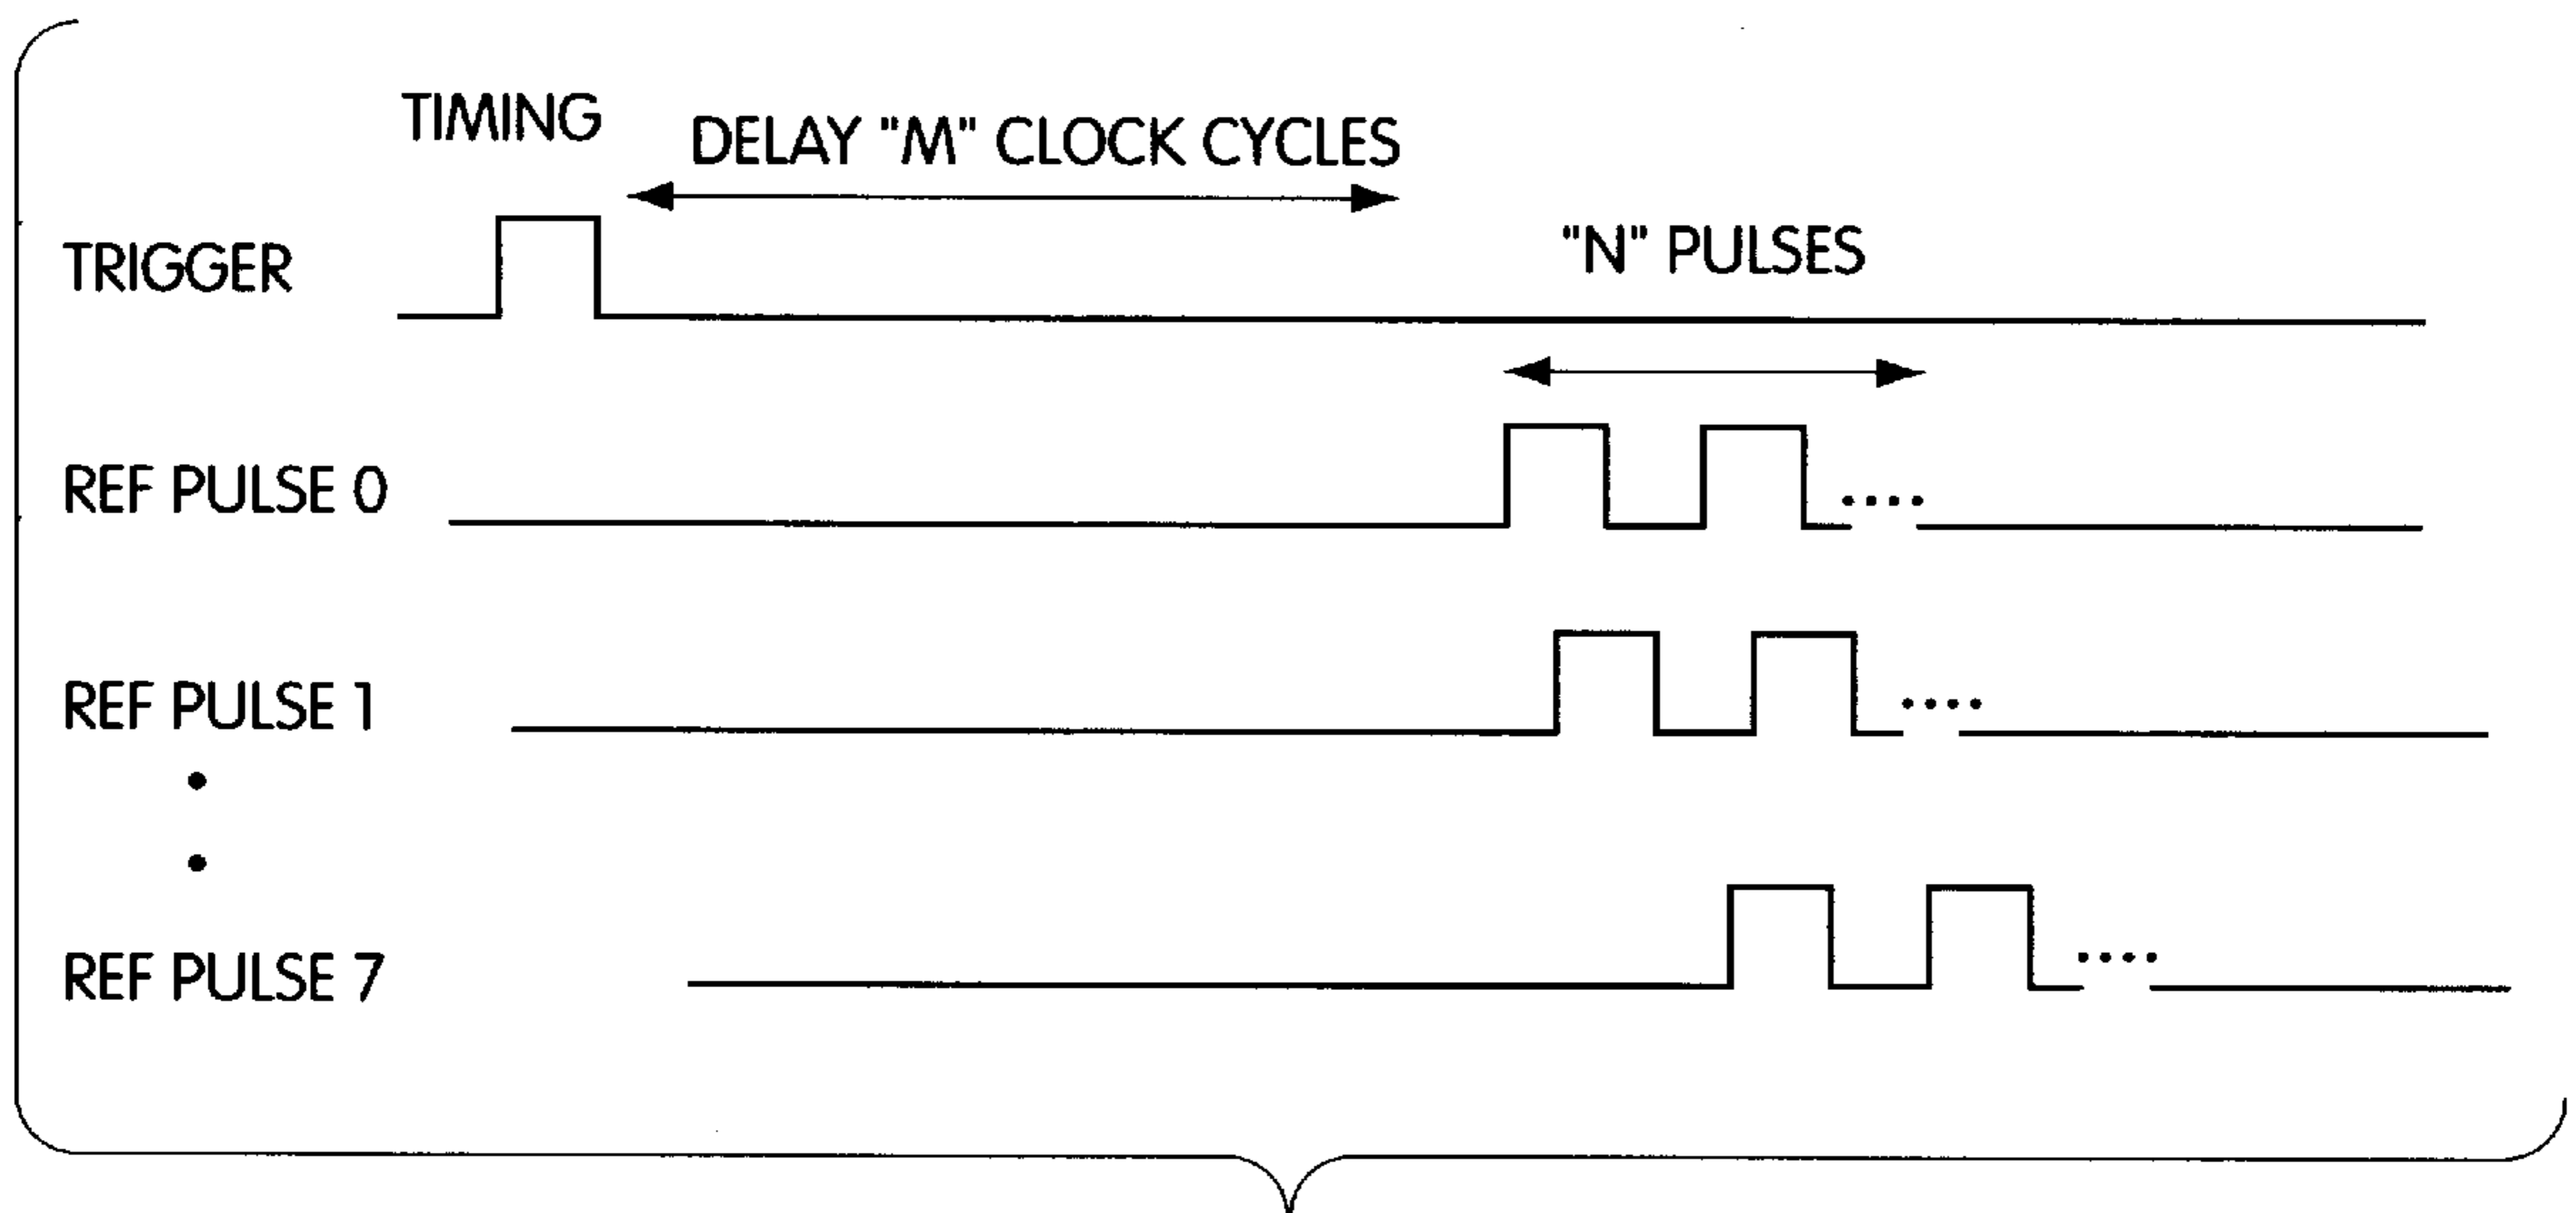 TIMING
DELAY "M" CLOCK CYCLES
TRIGGER
"N" PULSES
REF PULSE 0
REF PULSE 1
REF PULSE 7